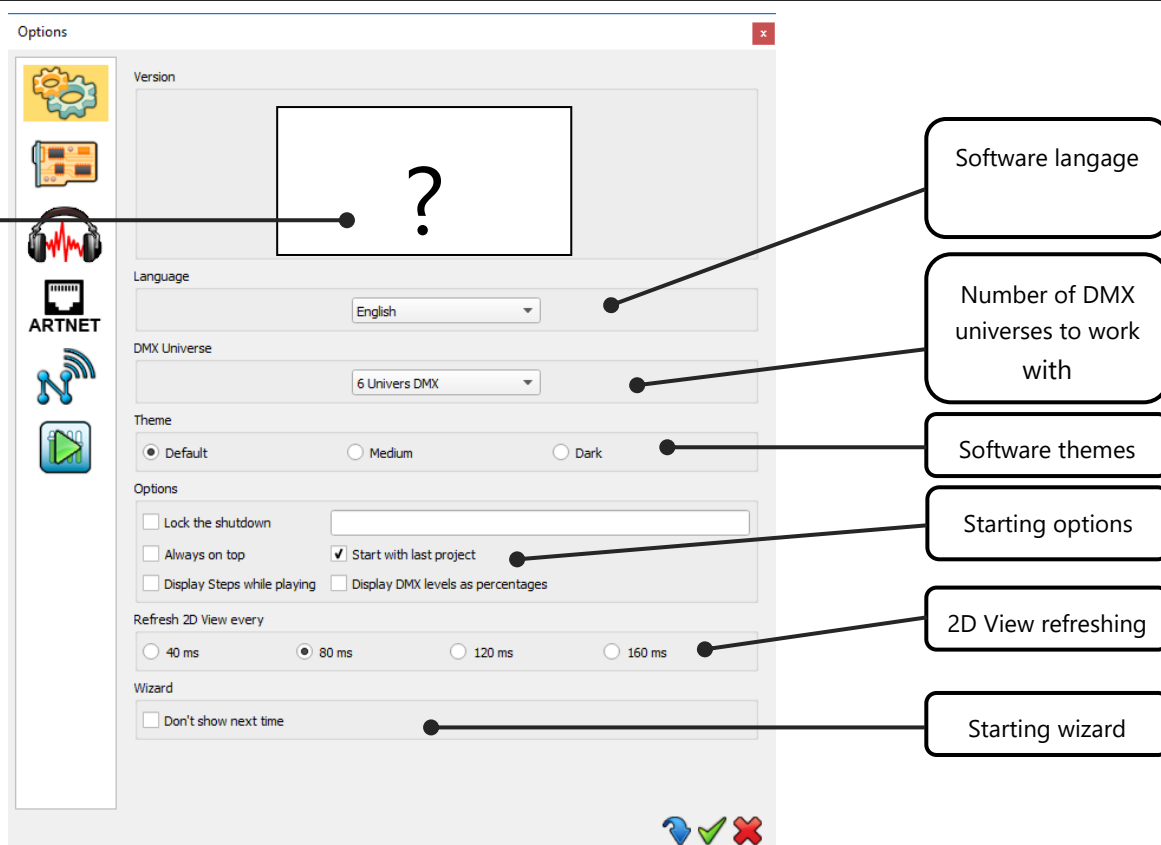 Options
x
Version
?
Language
English
DMX Universe
6 Univers DMX
Theme
Default Medium Dark
Options
Lock the shutdown
Always on top Start with last project
Display Steps while playing Display DMX levels as percentages
Refresh 2D View every
40 ms 80 ms 120 ms 160 ms
Wizard
Don't show next time
ARTNET
N
Software langage
Number of DMX
universes to work
with
Software themes
Starting options
2D View refreshing
Starting wizard